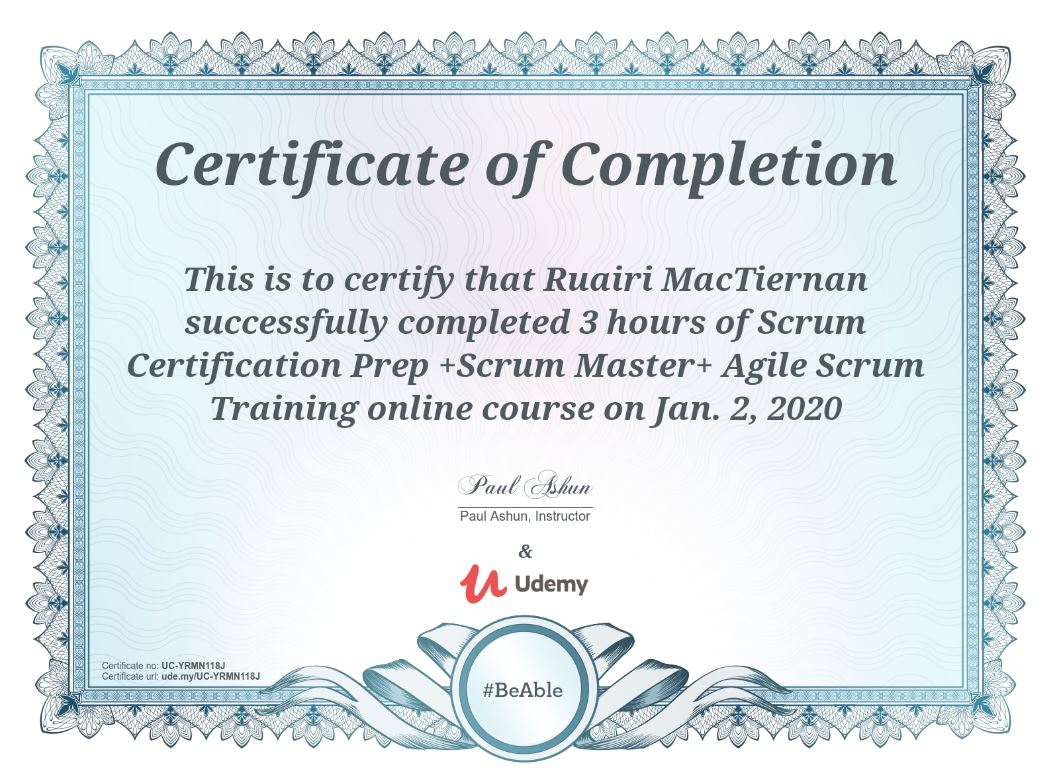 Certificate of Completion
This is to certify that Ruairi MacTiernan
successfully completed 3 hours of Scrum
Certification Prep +Scrum Master+ Agile Scrum
Training online course on Jan. 2, 2020
Paul Ashun
Paul Ashun, Instructor
&
Udemy
Certificate no: UC-YRMN118J
Certificate url: ude.my/UC-YRMN118J
#BeAble